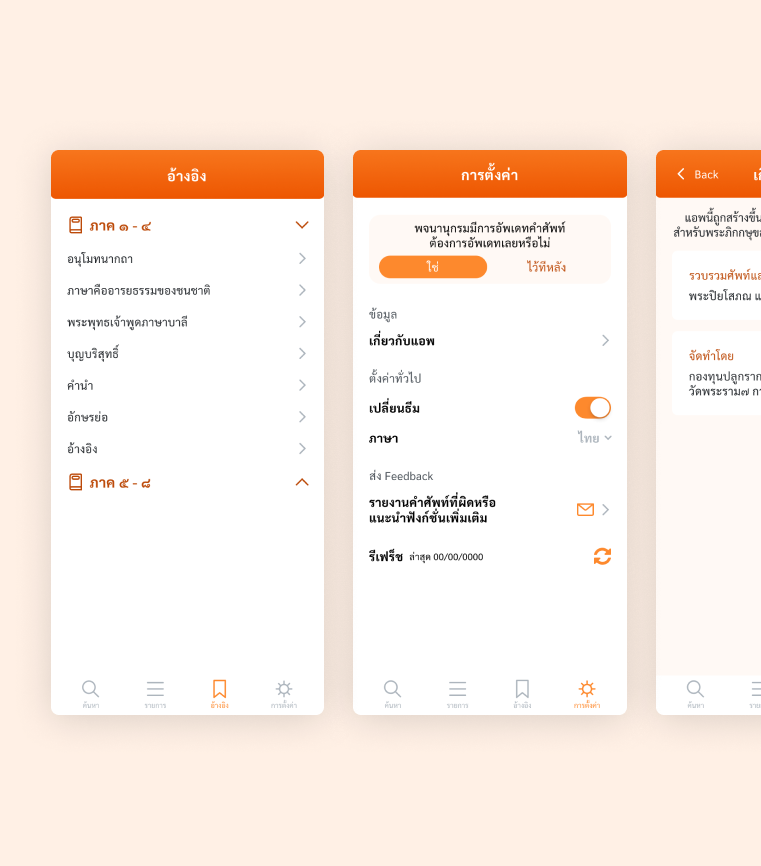 อ้างอิง
ภาค ๑ - ๔
อนุโมทนากถา
ภาษาคืออารยธรรมของชนชาติ
พระพุทธเจ้าพูดภาษาบาลี
บุญบริสุทธิ์
คำนำ
อักษรย่อ
อ้างอิง
ภาค ๕ - ๘
ค้นหา
รายการ
อ้างอิง
การตั้งค่า
การตั้งค่า
พจนานุกรมมีการอัพเดทคำศัพท์
ต้องการอัพเดทเลยหรือไม่
ใช่
ไว้ทีหลัง
ข้อมูล
เกี่ยวกับแอพ
ตั้งค่าทั่วไป
เปลี่ยนธีม
ภาษา
ไทย
ส่ง Feedback
รายงานคำศัพท์ที่ผิดหรือ
แนะนำฟังก์ชั่นเพิ่มเติม
รีเฟร็ช ล่าสุด 00/00/0000
ค้นหา
รายการ
อ้างอิง
การตั้งค่า
Back
แอพนี้ถูกสร้างขึ้น
สำหรับพระภิกกษุ
รวบรวมศัพท์แ
พระปิยโสภณ แ
จัดทำโดย
กองทุนปลูกราก
วัดพระราม๗ ก
ค้นหา